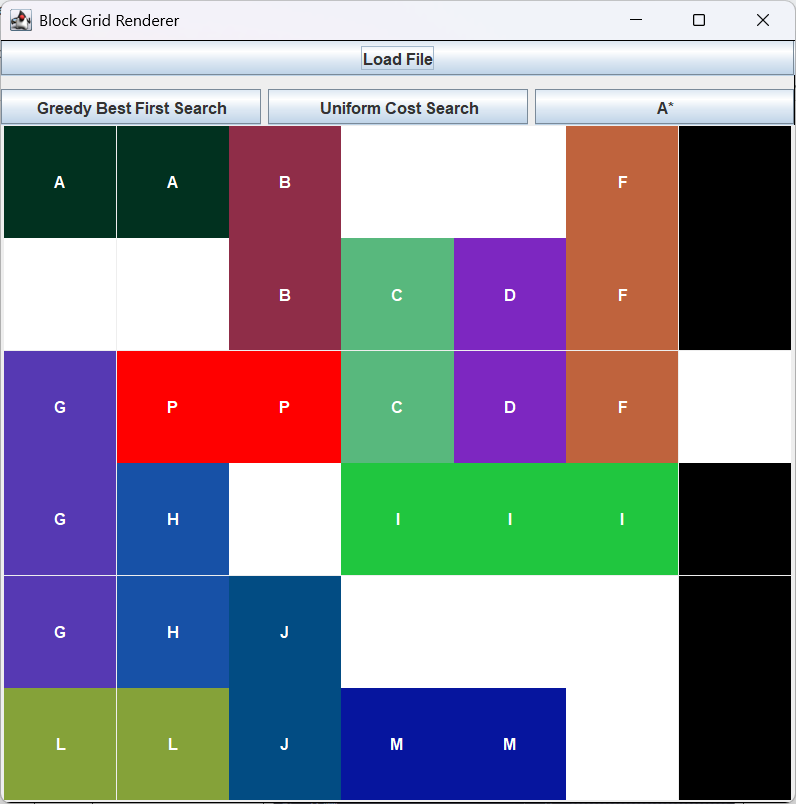 Block Grid Renderer
Load File
Greedy Best First Search Uniform Cost Search A*
A A B F
B C D F
G P P C D F
G H I I I
G H J
L L J M M